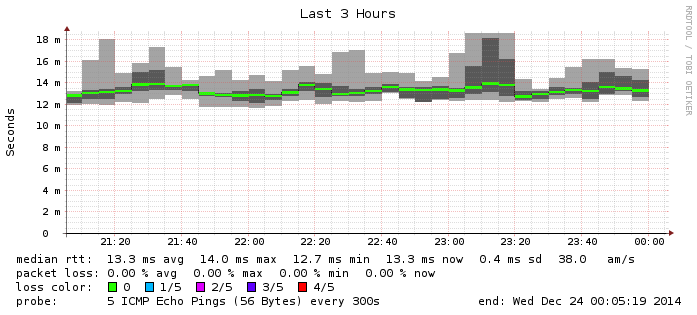 Last 3 Hours
RRDTOOL / TOBI OETIKER
Seconds
18 m
16 m
14 m
12 m
10 m
8 m
6 m
4 m
2 m
0
21:20 21:40 22:00 22:20 22:40 23:00 23:20 23:40 00:00
median rtt: 13.3 ms avg 14.0 ms max 12.7 ms min 13.3 ms now 0.4 ms sd 38.0 am/s
packet loss: 0.00 % avg 0.00 % max 0.00 % min 0.00 % now
loss color: 0 1/5 2/5 3/5 4/5
probe: 5 ICMP Echo Pings (56 Bytes) every 300s end: Wed Dec 24 00:05:19 2014